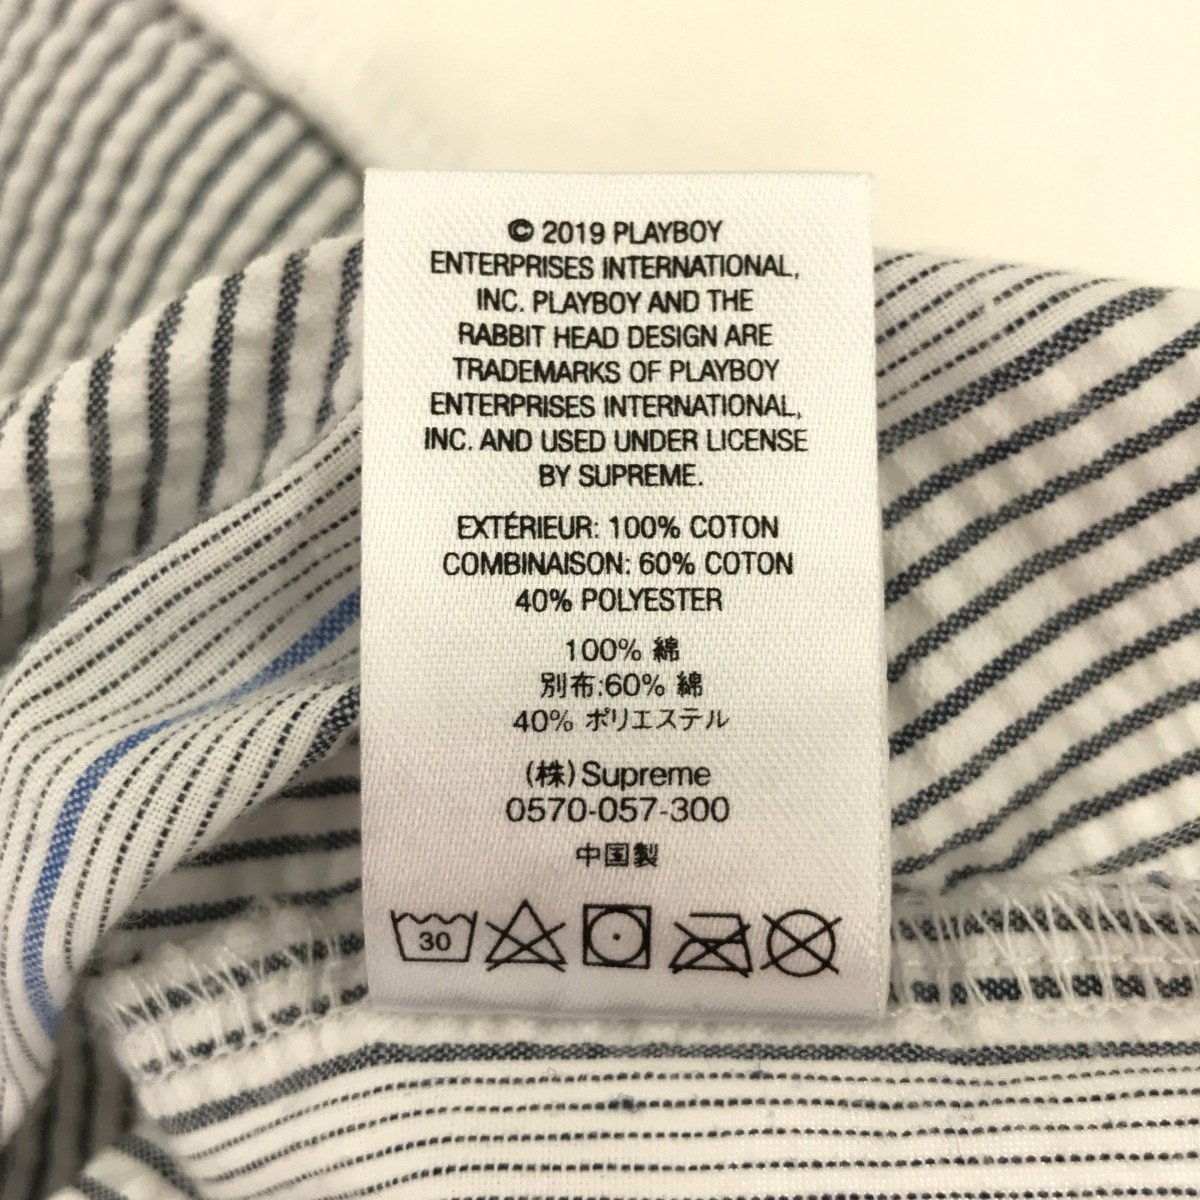 © 2019 PLAYBOY
ENTERPRISES INTERNATIONAL,
INC. PLAYBOY AND THE
RABBIT HEAD DESIGN ARE
TRADEMARKS OF PLAYBOY
ENTERPRISES INTERNATIONAL,
INC. AND USED UNDER LICENSE
BY SUPREME.
EXTÉRIEUR: 100% COTON
COMBINAISON: 60% COTON
40% POLYESTER
100% 綿
別布:60% 綿
40% ポリエステル
(株)Supreme
0570-057-300
中国製
30